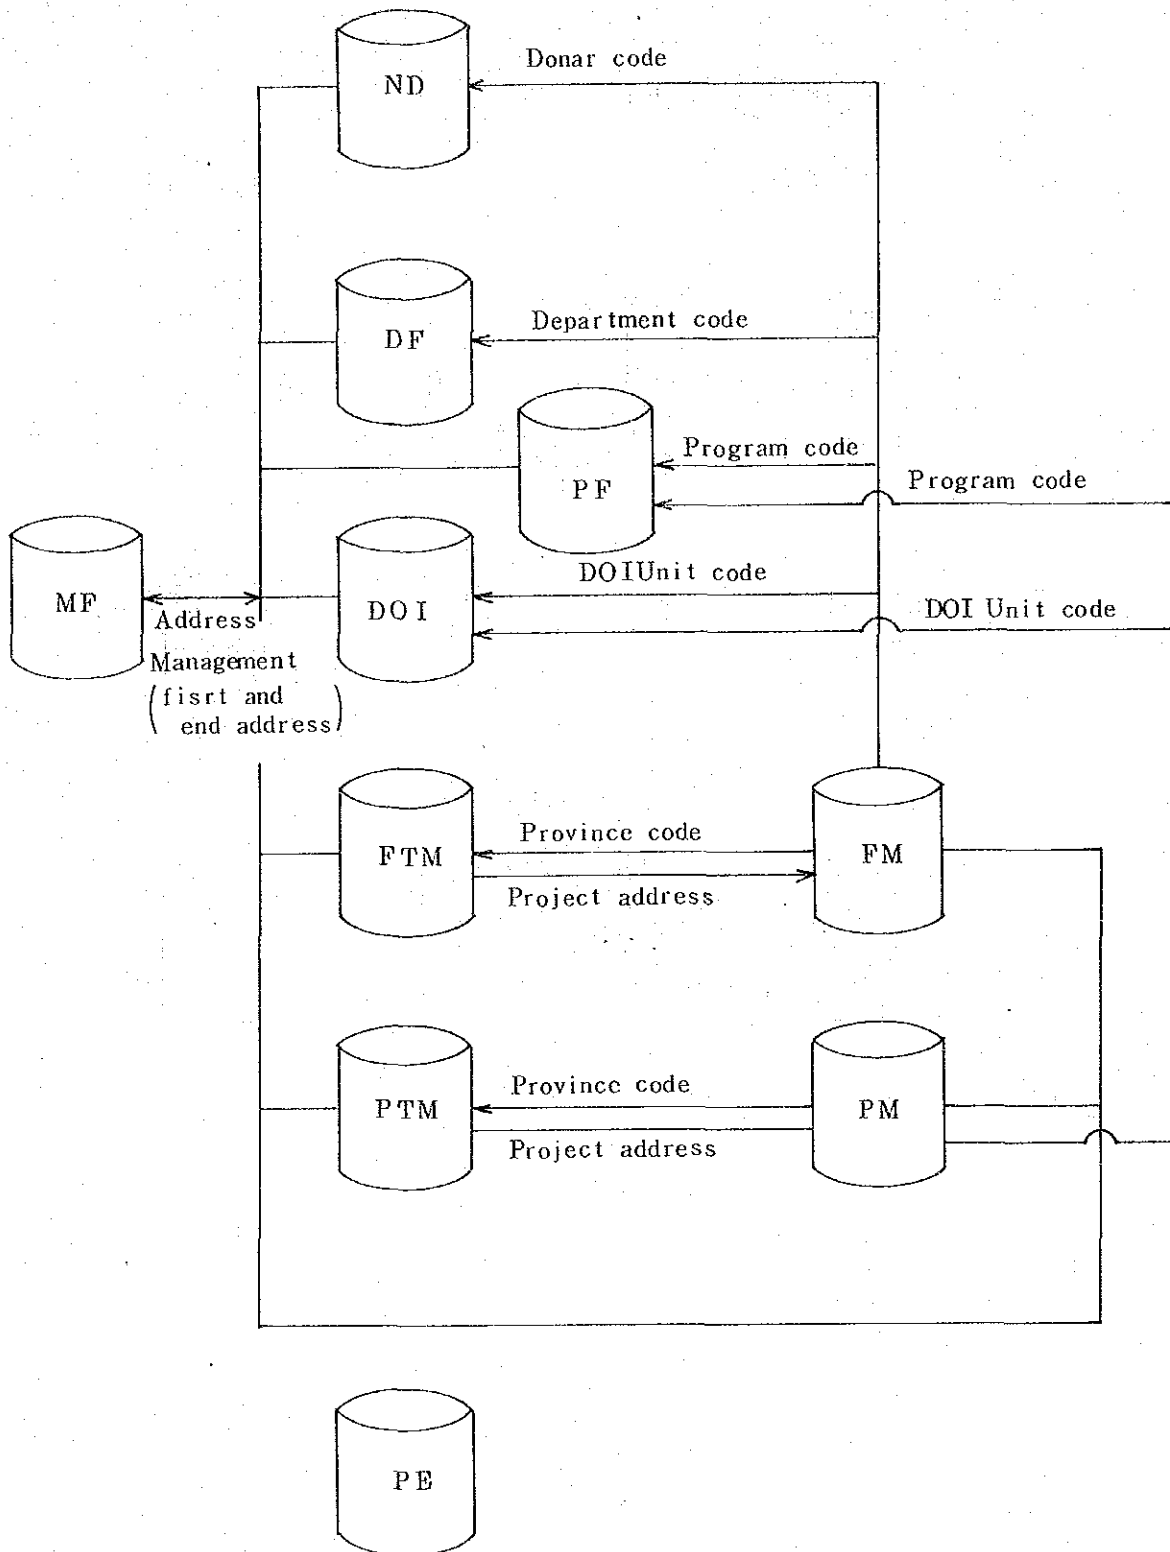 Donar code
ND
Department code
DF
Program code
PF
Program code
DOIUnit code
MF
DOI
DOI Unit code
Address
Management
(fisrt and
end address)
Province code
FTM
FM
Project address
Province code
PTM
PM
Project address
PE